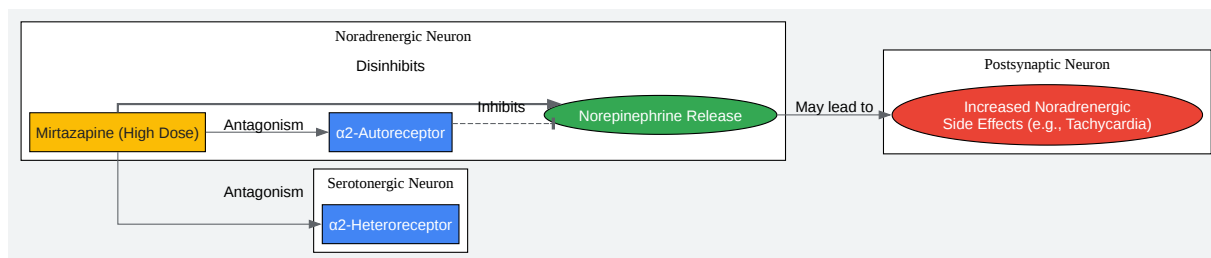 Noradrenergic Neuron
Disinhibits
Mirtazapine (High Dose)
Antagonism
α2-Autoreceptor
Inhibits
Norepinephrine Release
May lead to
Postsynaptic Neuron
Increased Noradrenergic
Side Effects (e.g., Tachycardia)
Antagonism
Serotonergic Neuron
α2-Heteroreceptor